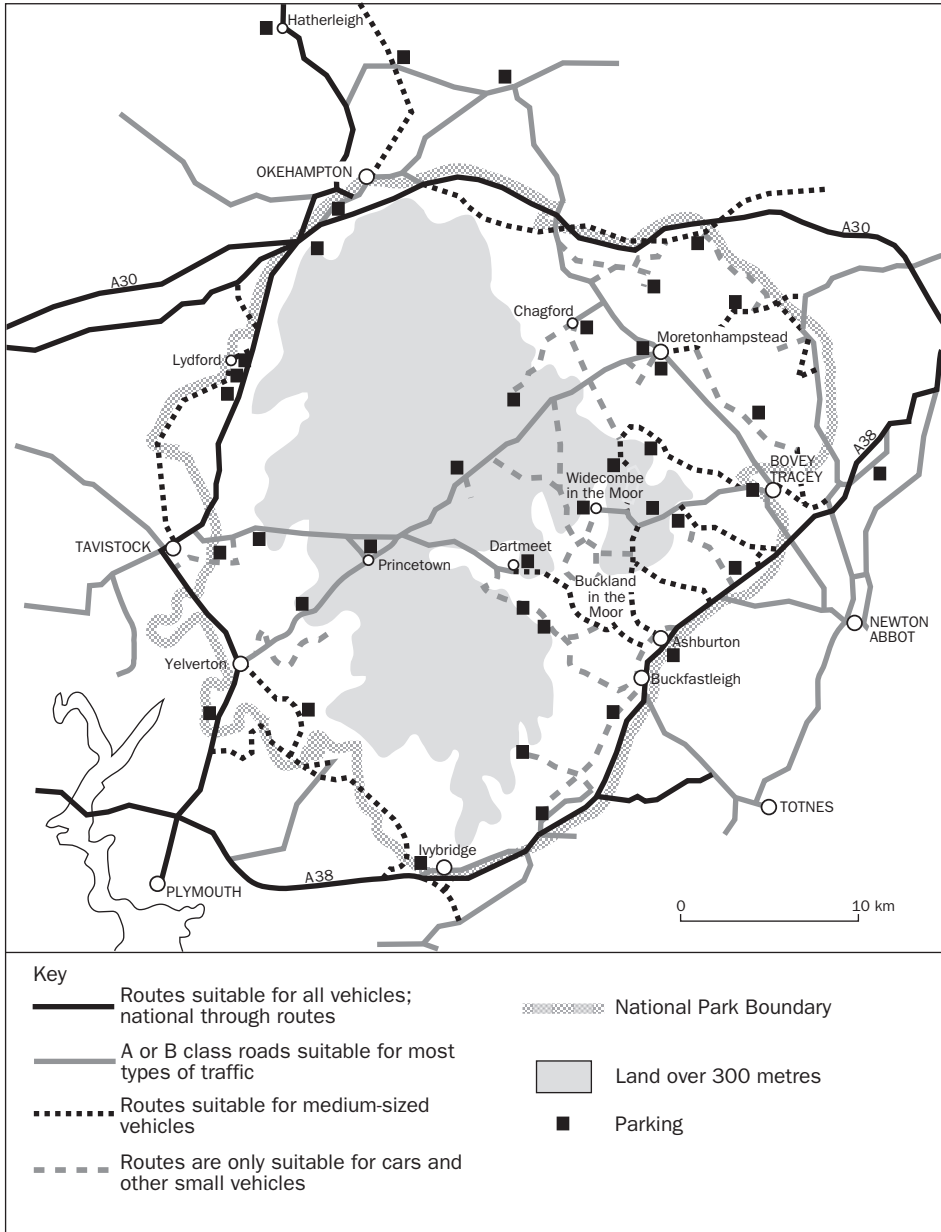 Hatherleigh
OKEHAMPTON
A30
A30
Chagford
Moretonhampstead
Lydford
A38
BOVEY
TRACEY
Widecombe
in the Moor
TAVISTOCK
Dartmeet
Princetown
Buckland
in the
Moor
NEWTON
ABBOT
Ashburton
Yelverton
Buckfastleigh
TOTNES
Ivybridge
A38
PLYMOUTH
0 10 km
Key
Routes suitable for all vehicles;
national through routes
National Park Boundary
A or B class roads suitable for most
types of traffic
Land over 300 metres
Routes suitable for medium-sized
vehicles
Parking
Routes are only suitable for cars and
other small vehicles